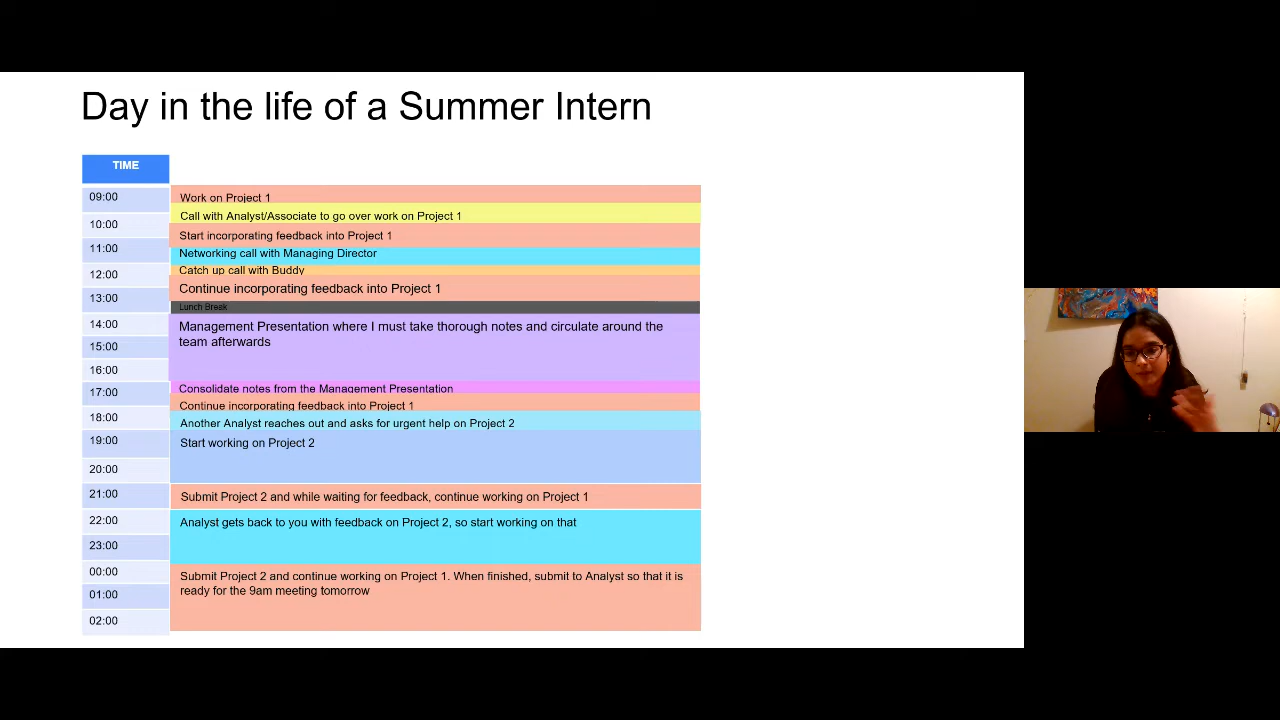 Day in the life of a Summer Intern
TIME
09:00
Work on Project 1
Call with Analyst/Associate to go over work on Project 1
10:00
Start incorporating feedback into Project 1
11:00
Networking call with Managing Director
12:00
Catch up call with Buddy
Continue incorporating feedback into Project 1
13:00
Lunch Break
14:00
Management Presentation where I must take thorough notes and circulate around the
team afterwards
15:00
16:00
17:00
Consolidate notes from the Management Presentation
Continue incorporating feedback into Project 1
18:00
Another Analyst reaches out and asks for urgent help on Project 2
19:00
Start working on Project 2
20:00
21:00
Submit Project 2 and while waiting for feedback, continue working on Project 1
22:00
Analyst gets back to you with feedback on Project 2, so start working on that
23:00
00:00
Submit Project 2 and continue working on Project 1. When finished, submit to Analyst so that it is
ready for the 9am meeting tomorrow
01:00
02:00